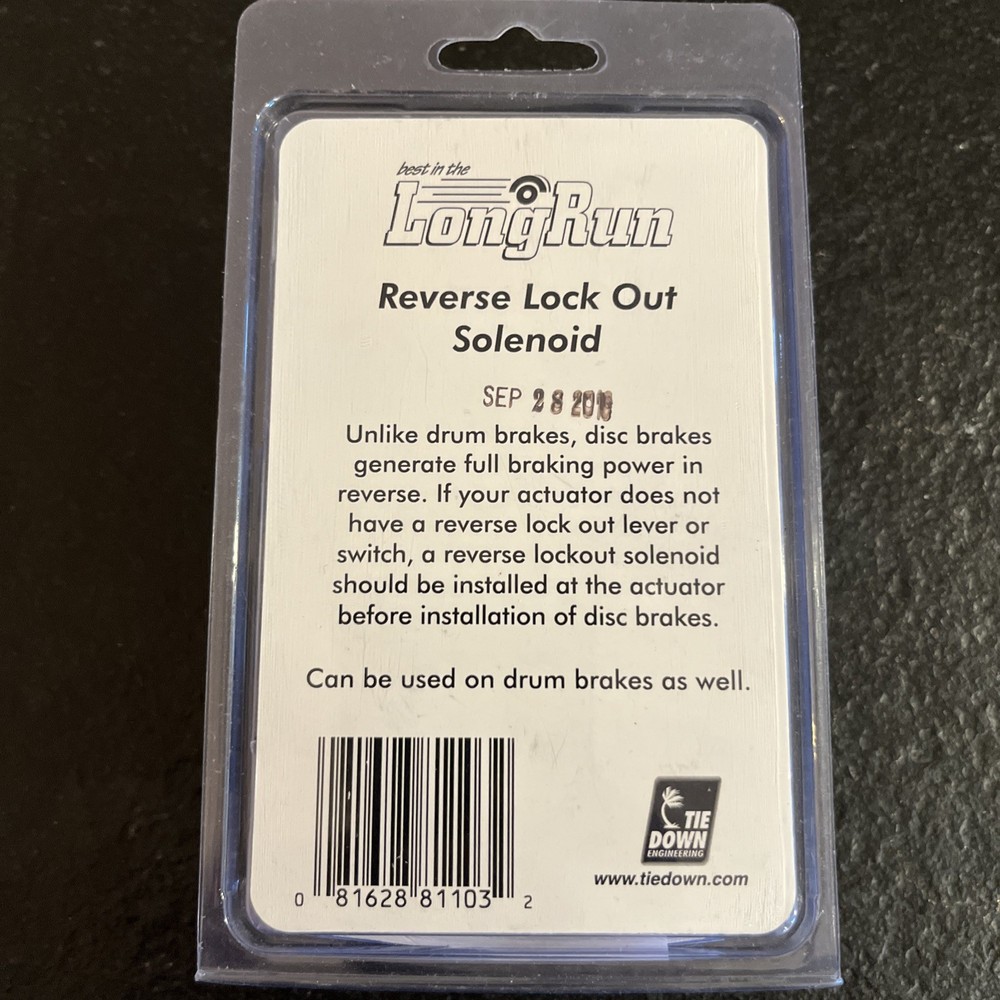 best in the
LongRun
Reverse Lock Out
Solenoid
SEP 28
Unlike drum brakes, disc brakes
generate full braking power in
reverse. If your actuator does not
have a reverse lock out lever or
switch, a reverse lockout solenoid
should be installed at the actuator
before installation of disc brakes.
Can be used on drum brakes as well.
0 81628 81103 2
TIE
DOWN
ENGINEERING
www.tiedown.com